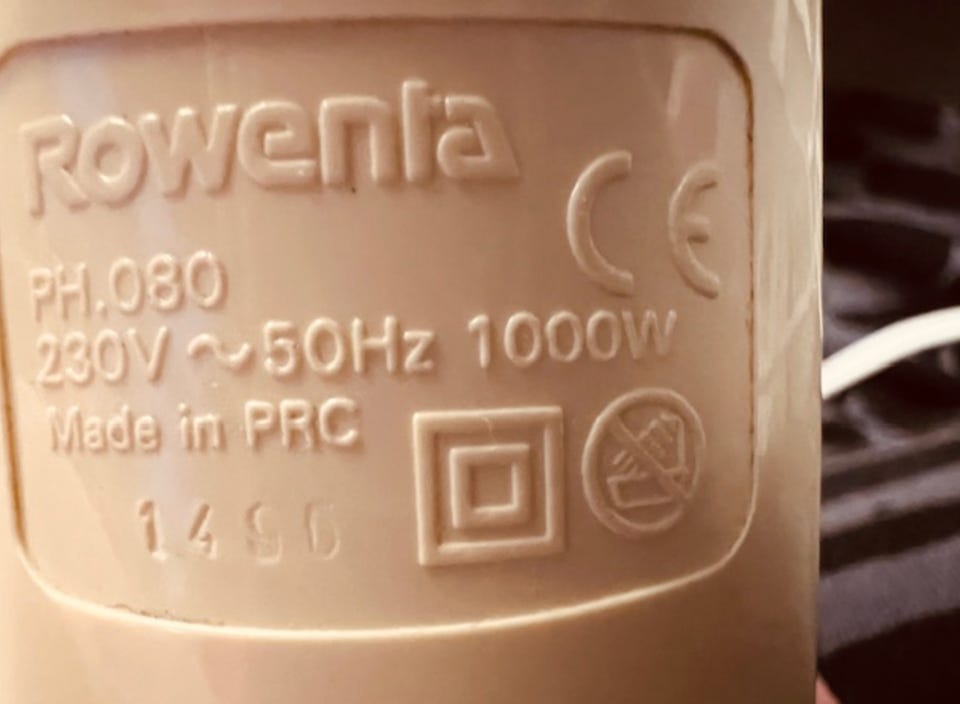 Rowenta
CE
PH.080
230V ~ 50Hz 1000W
Made in PRC